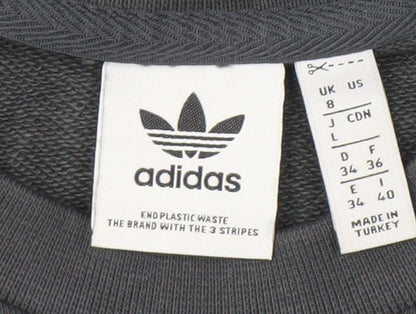 adidas
END PLASTIC WASTE
THE BRAND WITH THE 3 STRIPES
UK US
8
J CDN
L
D F
34 36
E I
34 40
MADE IN
TURKEY